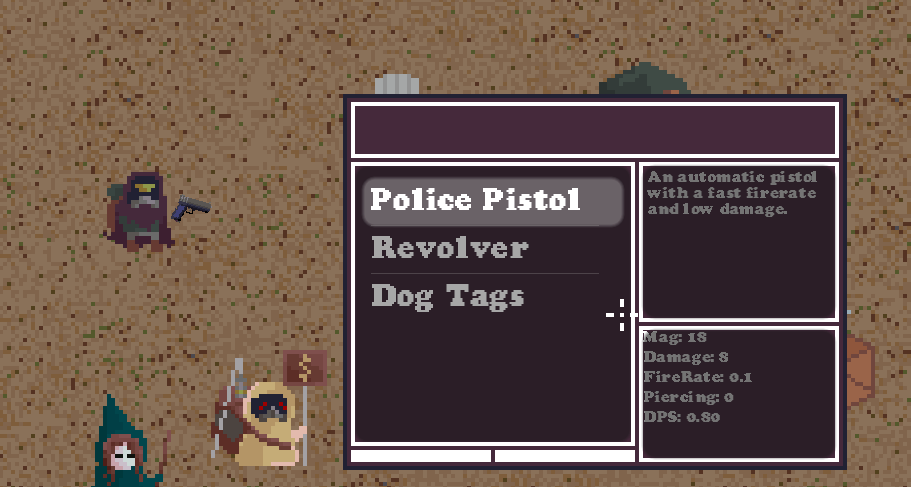 $
Police Pistol
Revolver
Dog Tags
An automatic pistol
with a fast firerate
and low damage.
Mag: 18
Damage: 8
FireRate: 0.1
Piercing: 0
DPS: 0.80